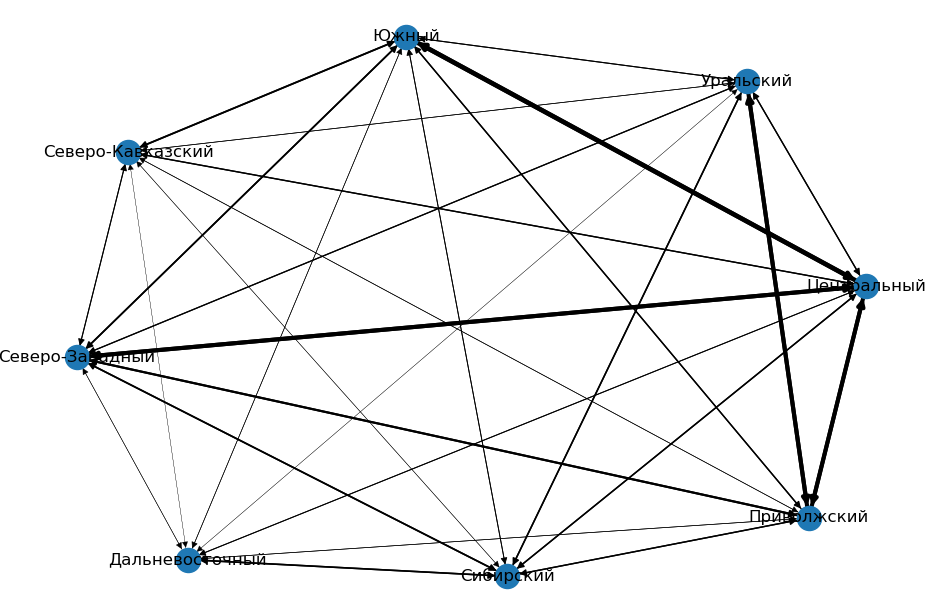 Южный
Уральский
Северо-Кавказский
Центральный
Северо-Западный
Приволжский
Дальневосточный
Сибирский